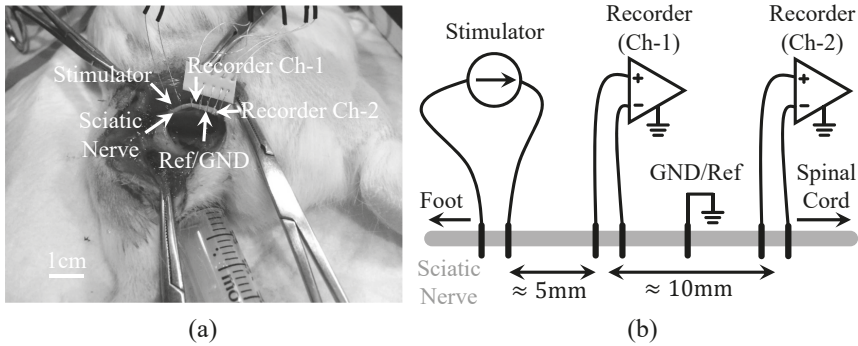 Stimulator
Recorder Ch-1
Recorder Ch-2
Sciatic
Nerve
Ref/GND
1cm
(a)
Stimulator
Recorder
(Ch-1)
Recorder
(Ch-2)
+
−
+
−
GND/Ref
Foot
Spinal
Cord
Sciatic
Nerve
≈ 5mm
≈ 10mm
(b)